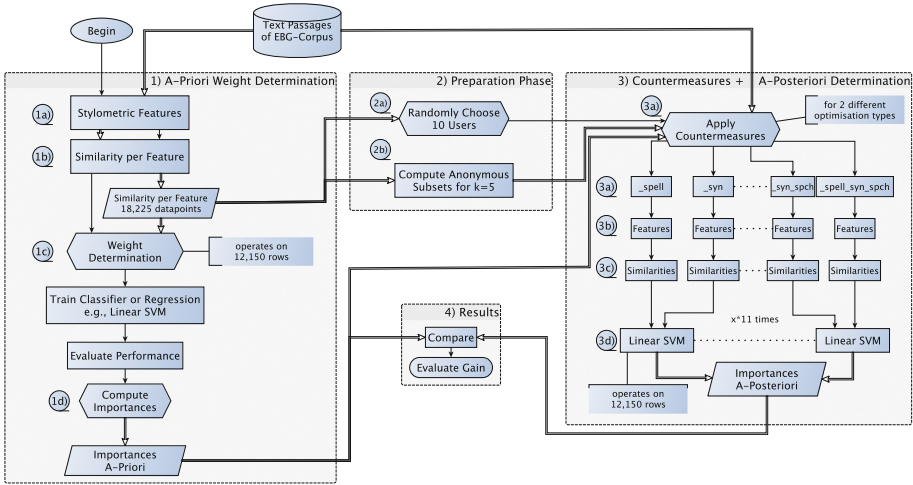 Begin
Text Passages
of EBG-Corpus
1) A-Priori Weight Determination
1a)
Stylometric Features
1b)
Similarity per Feature
Similarity per Feature
18,225 datapoints
1c)
Weight
Determination
operates on
12,150 rows
Train Classifier or Regression
e.g., Linear SVM
Evaluate Performance
1d)
Compute
Importances
Importances
A-Priori
2) Preparation Phase
2a)
Randomly Choose
10 Users
2b)
Compute Anonymous
Subsets for k=5
4) Results
Compare
Evaluate Gain
3) Countermeasures + A-Posteriori Determination
3a)
Apply
Countermeasures
for 2 different
optimisation types
3a)
_spell
_syn
_syn_spch
_spell_syn_spch
3b)
Features
Features
Features
Features
3c)
Similarities
Similarities
Similarities
Similarities
x*11 times
3d)
Linear SVM
Linear SVM
Importances
A-Posteriori
operates on
12,150 rows